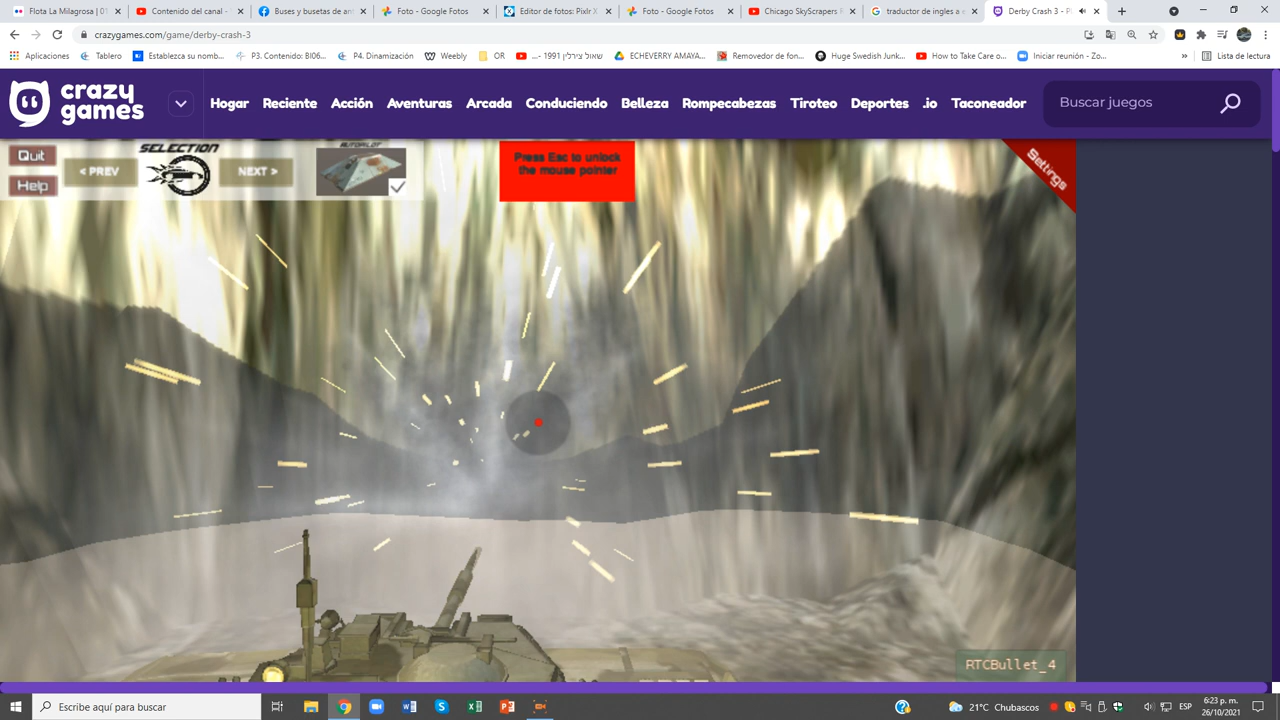 Flota La Milagrosa | 01
Contenido del canal -
Buses y busetas de an
Foto - Google Fotos
Editor de fotos: Pixlr X
Foto - Google Fotos
Chicago SkyScrapers
traductor de ingles a e
Derby Crash 3 - P
crazygames.com/game/derby-crash-3
Aplicaciones
Tablero
Establezca su nomb...
P3. Contenido: BI06...
P4. Dinamización
Weebly
OR
שאול צירלין 1991 -...
ECHEVERRY AMAYA...
Removedor de fon...
Huge Swedish Junk...
How to Take Care o...
Iniciar reunión - Zo...
»
Lista de lectura
crazy
games
Hogar
Reciente
Acción
Aventuras
Arcada
Conduciendo
Belleza
Rompecabezas
Tiroteo
Deportes
.io
Taconeador
Buscar juegos
Quit
Help
< PREV
SELECTION
NEXT >
AUTOPILOT
Press Esc to unlock
the mouse pointer
Settings
RTCBullet_4
Escribe aquí para buscar
21°C Chubascos
ESP
6:23 p. m.
26/10/2021